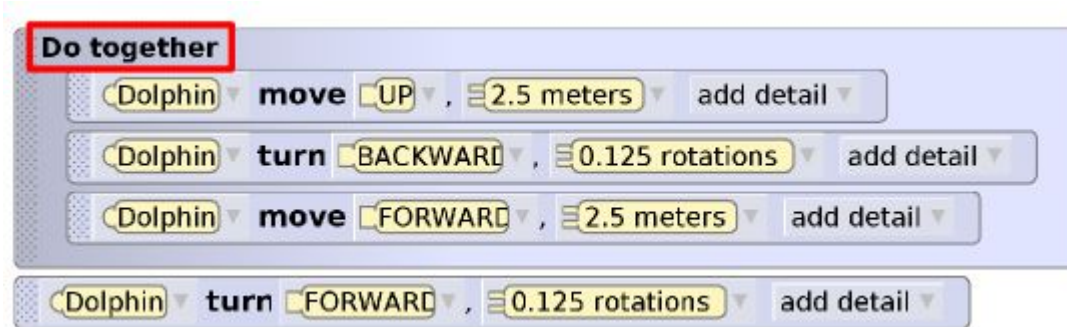 Do together
Dolphin move UP , 2.5 meters add detail
Dolphin turn BACKWARD , 0.125 rotations add detail
Dolphin move FORWARD , 2.5 meters add detail
Dolphin turn FORWARD , 0.125 rotations add detail